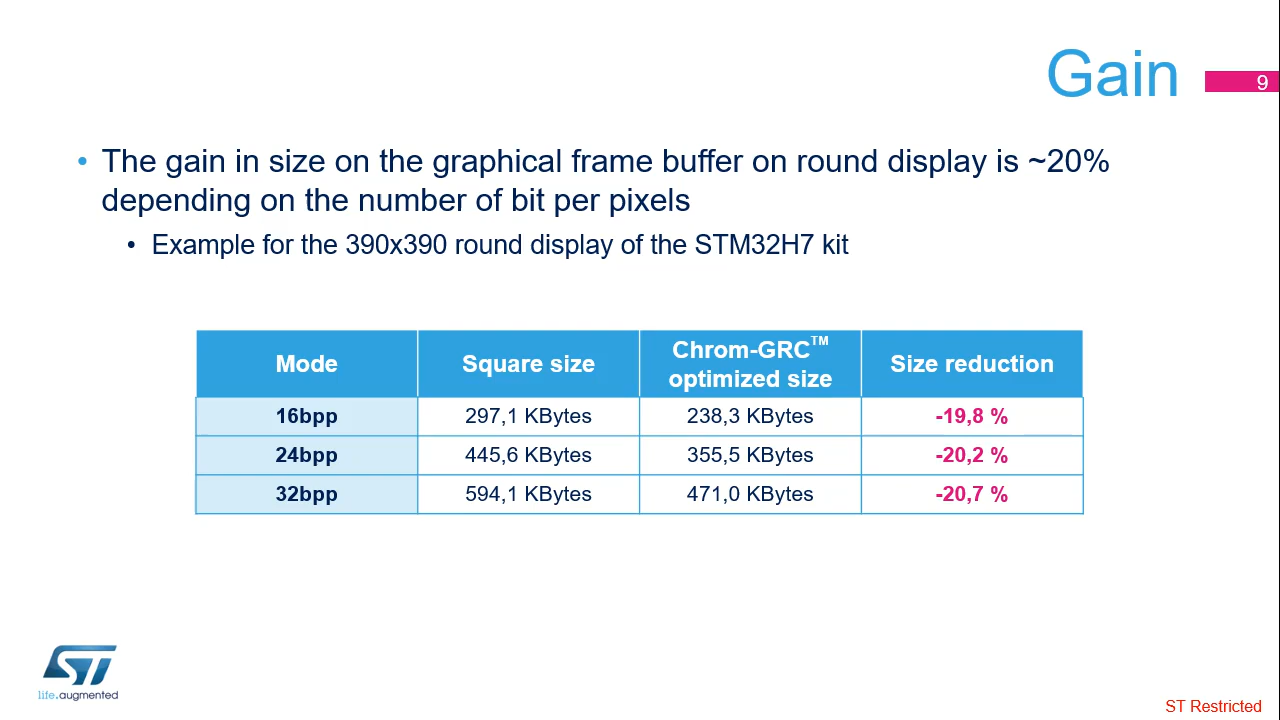 Gain
9
• The gain in size on the graphical frame buffer on round display is ~20%
depending on the number of bit per pixels
• Example for the 390x390 round display of the STM32H7 kit
Mode Square size Chrom-GRC™ optimized size Size reduction
16bpp 297,1 KBytes 238,3 KBytes -19,8 %
24bpp 445,6 KBytes 355,5 KBytes -20,2 %
32bpp 594,1 KBytes 471,0 KBytes -20,7 %
ST
life.augmented
ST Restricted